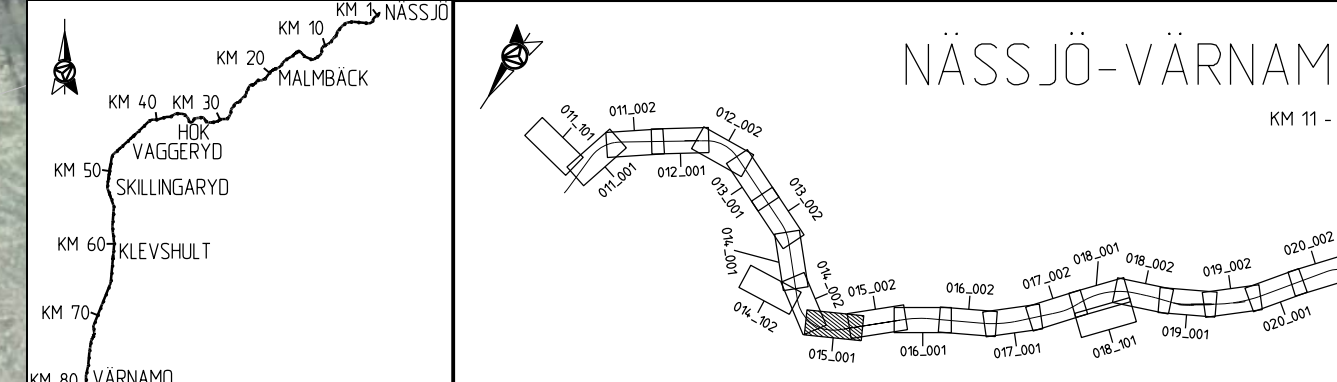 KM 1
NÄSSJÖ
KM 10
KM 20
MALMBÄCK
KM 40
KM 30
HOK
VAGGERYD
KM 50
SKILLINGARYD
KM 60
KLEVSHULT
KM 70
KM 80
VÄRNAMO
NÄSSJÖ-VÄRNAM
KM 11 -
011_101
011_002
011_001
012_001
012_002
013_001
013_002
014_001
014_002
014_102
015_001
015_002
016_001
016_002
017_001
017_002
018_001
018_101
018_002
019_001
019_002
020_001
020_002